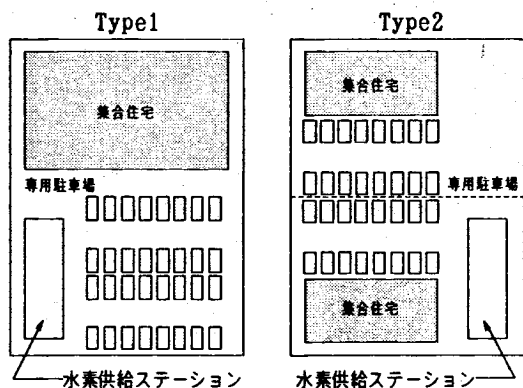 Type1
集合住宅
専用駐車場
水素供給ステーション
Type2
集合住宅
専用駐車場
集合住宅
水素供給ステーション